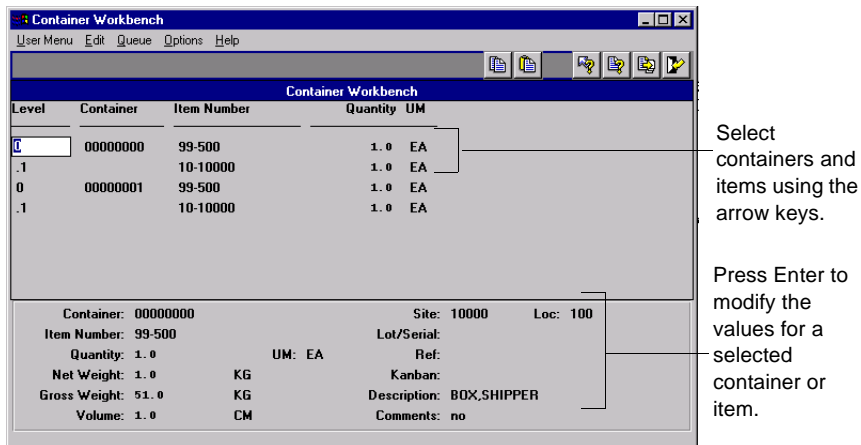 Container Workbench
User Menu Edit Queue Options Help
Container Workbench
Level Container Item Number Quantity UM
0 00000000 99-500 1.0 EA
.1 10-10000 1.0 EA
0 00000001 99-500 1.0 EA
.1 10-10000 1.0 EA
Select
containers and
items using the
arrow keys.
Container: 00000000 Site: 10000 Loc: 100
Item Number: 99-500 Lot/Serial:
Quantity: 1.0 UM: EA Ref:
Net Weight: 1.0 KG Kanban:
Gross Weight: 51.0 KG Description: BOX,SHIPPER
Volume: 1.0 CM Comments: no
Press Enter to
modify the
values for a
selected
container or
item.